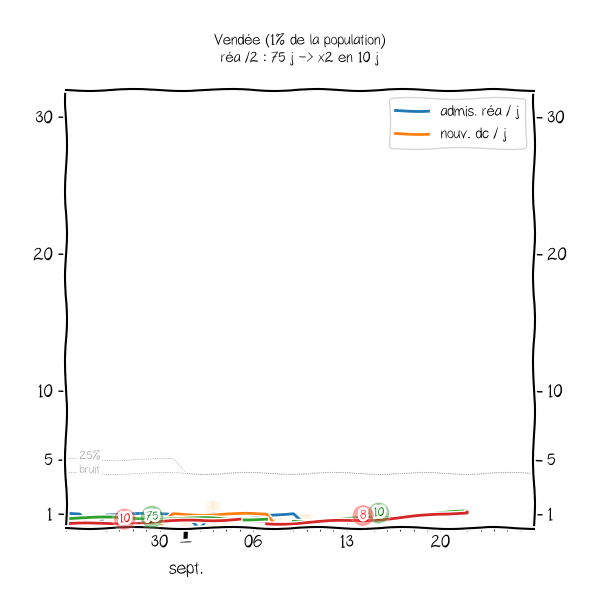 Vendée (1% de la population)
réa /2 : 75 j -> x2 en 10 j
admis. réa / j
nouv. dc / j
30 30
20 20
10 10
5 25% 5
bruit
1 10 75 8 10 1
30 1 06 13 20
sept.